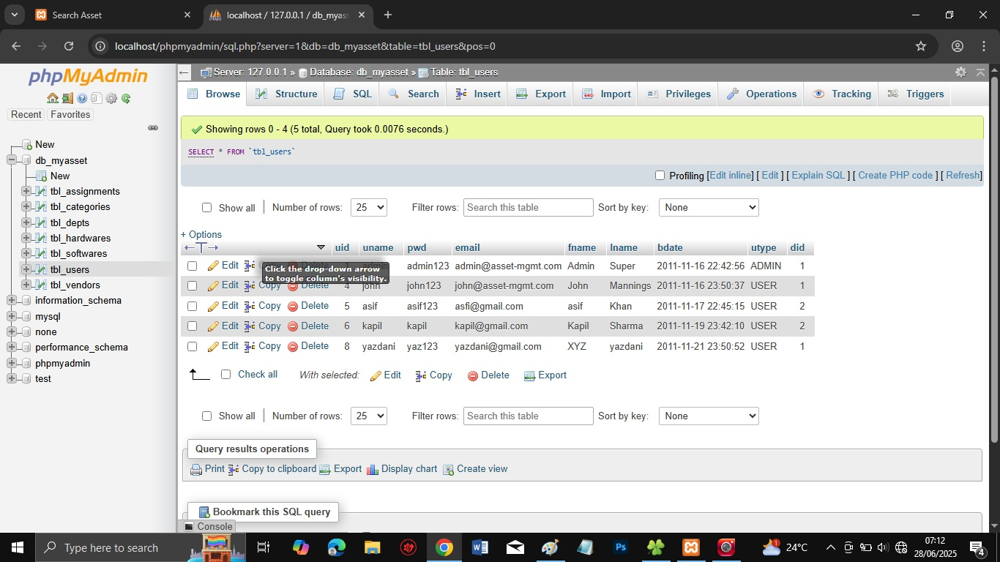 Search Asset
localhost / 127.0.0.1 / db_myas
localhost/phpmyadmin/sql.php?server=1&db=db_myasset&table=tbl_users&pos=0
phpMyAdmin
Recent Favorites
New
db_myasset
New
tbl_assignments
tbl_categories
tbl_depts
tbl_hardwares
tbl_softwares
tbl_users
tbl_vendors
information_schema
mysql
none
performance_schema
phpmyadmin
test
Server: 127.0.0.1 » Database: db_myasset » Table: tbl_users
Browse Structure SQL Search Insert Export Import Privileges Operations Tracking Triggers
Showing rows 0 - 4 (5 total, Query took 0.0076 seconds.)
SELECT * FROM `tbl_users`
Profiling [Edit inline] [ Edit ] [ Explain SQL ] [ Create PHP code ] [ Refresh]
Show all | Number of rows: 25 Filter rows: Search this table Sort by key: None
+ Options
←T→ uid uname pwd email fname lname bdate utype did
Edit Copy Delete 1 admin admin123 admin@asset-mgmt.com Admin Super 2011-11-16 22:42:56 ADMIN 1
Click the drop-down arrow
to toggle column's visibility.
Edit Copy Delete 4 john john123 john@asset-mgmt.com John Mannings 2011-11-16 23:50:37 USER 1
Edit Copy Delete 5 asif asif123 asfi@gmail.com asif Khan 2011-11-17 22:45:15 USER 2
Edit Copy Delete 6 kapil kapil kapil@gmail.com Kapil Sharma 2011-11-19 23:42:10 USER 2
Edit Copy Delete 8 yazdani yaz123 yazdani@gmail.com XYZ yazdani 2011-11-21 23:50:52 USER 1
Check all With selected: Edit Copy Delete Export
Show all | Number of rows: 25 Filter rows: Search this table Sort by key: None
Query results operations
Print Copy to clipboard Export Display chart Create view
Bookmark this SQL query
Console
Type here to search
Ps
1
24°C
07:12
28/06/2025
4